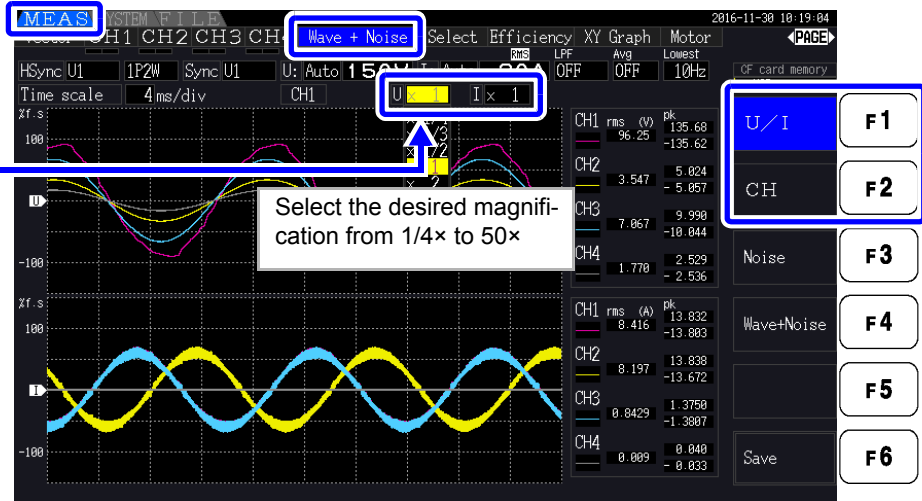 MEAS SYSTEM FILE 2016-11-30 10:19:04
CH2 CH3 Wave + Noise Select Efficiency XY Graph Motor PAGE
RMS LPF Avg Lowest
HSync U1 1P2W Sync U1 U: Auto OFF OFF 10Hz CF card memory
Time scale 4 ms/div CH1 U × 1 I × 1
%f.s
100
U
-100
× 2
Select the desired magnifi-
cation from 1/4× to 50×
CH1 rms (V) pk
96.25 135.68
-135.62
CH2
3.547 5.024
- 5.057
CH3
7.067 9.990
-10.044
CH4
1.770 2.529
- 2.536
%f.s
100
I
-100
CH1 rms (A) pk
8.416 13.832
-13.803
CH2
8.197 13.838
-13.672
CH3
0.8429 1.3750
-1.3807
CH4
0.009 0.040
- 0.033
U/I F1
CH F2
Noise F3
Wave+Noise F4
F5
Save F6